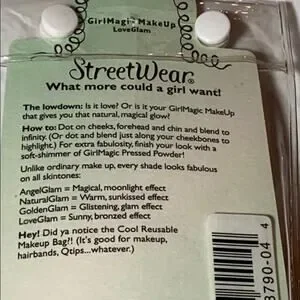 GirlMagic MakeUp
LoveGlam
StreetWear®
What more could a girl want!
The lowdown: Is it love? Or is it your GirlMagic MakeUp
that gives you that natural, magical glow?
How to: Dot on cheeks, forehead and chin and blend to
infinity. (Or dot and blend just along your cheekbones to
highlight.) For extra fabulosity, finish your look with a
soft-shimmer of GirlMagic Pressed Powder!
Unlike ordinary make up, every shade looks fabulous
on all skintones:
AngelGlam = Magical, moonlight effect
NaturalGlam = Warm, sunkissed effect
GoldenGlam = Glistening, glam effect
LoveGlam = Sunny, bronzed effect
Hey! Did ya notice the Cool Reusable
Makeup Bag?! (It's good for makeup,
hairbands, Qtips...whatever.)
3790-04 4